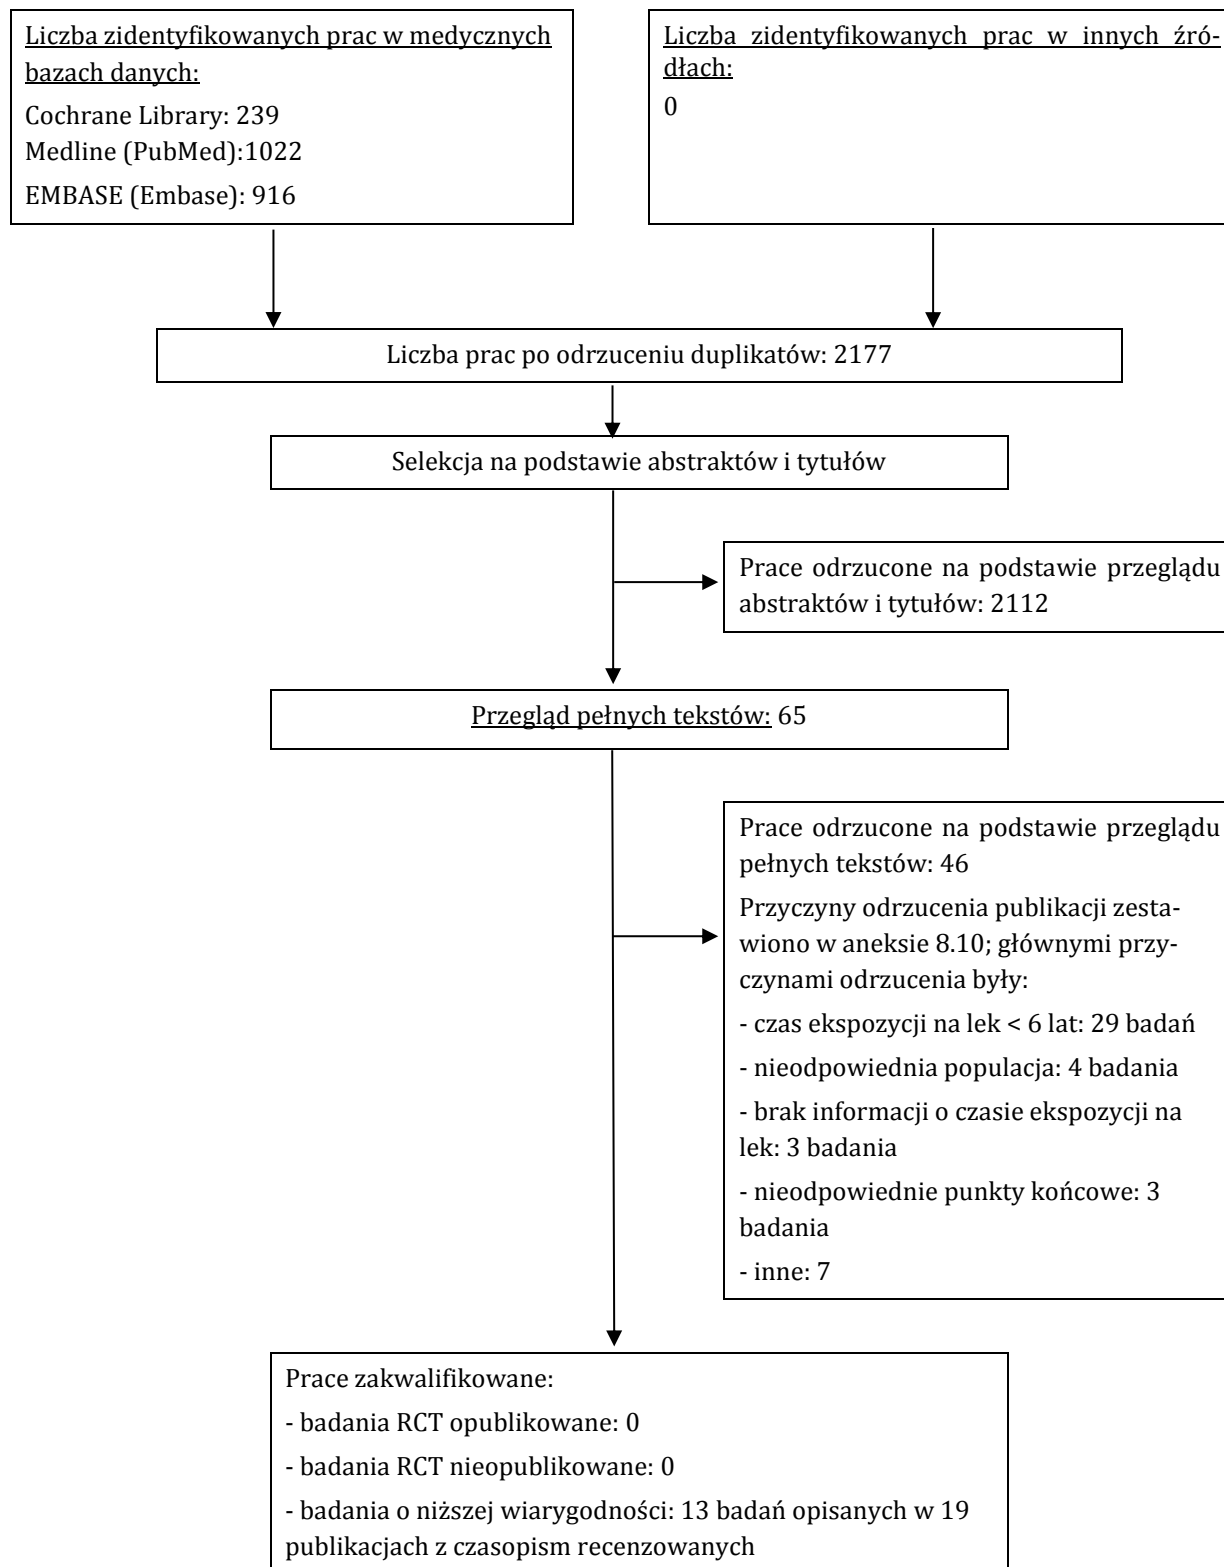 Liczba zidentyfikowanych prac w medycznych
bazach danych:
Cochrane Library: 239
Medline (PubMed):1022
EMBASE (Embase): 916
Liczba zidentyfikowanych prac w innych źró-
dłach:
0
Liczba prac po odrzuceniu duplikatów: 2177
Selekcja na podstawie abstraktów i tytułów
Prace odrzucone na podstawie przeglądu
abstraktów i tytułów: 2112
Przegląd pełnych tekstów: 65
Prace odrzucone na podstawie przeglądu
pełnych tekstów: 46
Przyczyny odrzucenia publikacji zesta-
wiono w aneksie 8.10; głównymi przy-
czynami odrzucenia były:
- czas ekspozycji na lek < 6 lat: 29 badań
- nieodpowiednia populacja: 4 badania
- brak informacji o czasie ekspozycji na
lek: 3 badania
- nieodpowiednie punkty końcowe: 3
badania
- inne: 7
Prace zakwalifikowane:
- badania RCT opublikowane: 0
- badania RCT nieopublikowane: 0
- badania o niższej wiarygodności: 13 badań opisanych w 19
publikacjach z czasopism recenzowanych